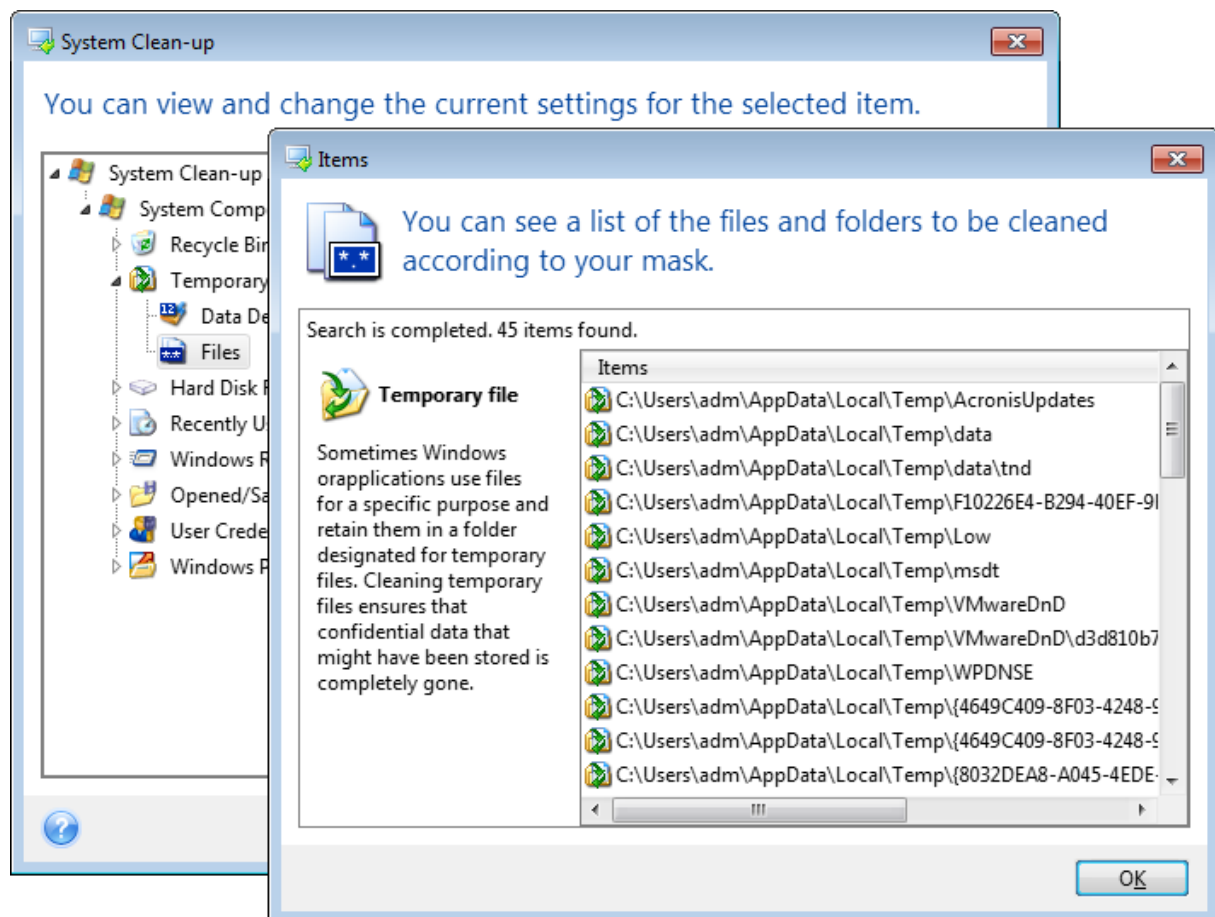 System Clean-up
You can view and change the current settings for the selected item.
System Clean-up
System Comp
Recycle Bin
Temporary
Data De
12
Files
*.*
Hard Disk F
Recently U
Windows R
Opened/Sa
User Crede
Windows P
Items
You can see a list of the files and folders to be cleaned
according to your mask.
*.*
Search is completed. 45 items found.
Temporary file
Sometimes Windows
orapplications use files
for a specific purpose and
retain them in a folder
designated for temporary
files. Cleaning temporary
files ensures that
confidential data that
might have been stored is
completely gone.
Items
C:\Users\adm\AppData\Local\Temp\AcronisUpdates
C:\Users\adm\AppData\Local\Temp\data
C:\Users\adm\AppData\Local\Temp\data\tnd
C:\Users\adm\AppData\Local\Temp\F10226E4-B294-40EF-9
C:\Users\adm\AppData\Local\Temp\Low
C:\Users\adm\AppData\Local\Temp\msdt
C:\Users\adm\AppData\Local\Temp\VMwareDnD
C:\Users\adm\AppData\Local\Temp\VMwareDnD\d3d810b7
C:\Users\adm\AppData\Local\Temp\WPDNSE
C:\Users\adm\AppData\Local\Temp\{4649C409-8F03-4248-9
C:\Users\adm\AppData\Local\Temp\{4649C409-8F03-4248-9
C:\Users\adm\AppData\Local\Temp\{8032DEA8-A045-4EDE-
OK